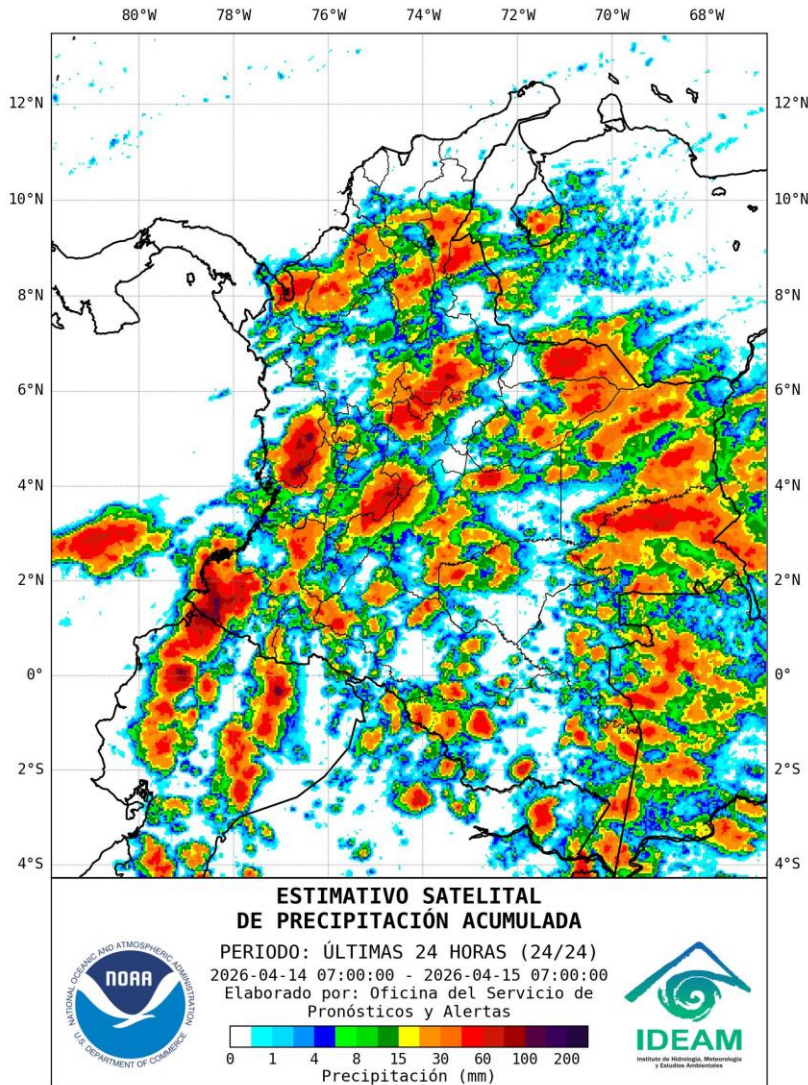 80°W 78°W 76°W 74°W 72°W 70°W 68°W
12°N 12°N
10°N 10°N
8°N 8°N
6°N 6°N
4°N 4°N
2°N 2°N
0° 0°
2°S 2°S
4°S 4°S
ESTIMATIVO SATELITAL
DE PRECIPITACIÓN ACUMULADA
PERIODO: ÚLTIMAS 24 HORAS (24/24)
2026-04-14 07:00:00 - 2026-04-15 07:00:00
Elaborado por: Oficina del Servicio de
Pronósticos y Alertas
0 1 4 8 15 30 60 100 200
Precipitación (mm)
NATIONAL OCEANIC AND ATMOSPHERIC ADMINISTRATION
NOAA
U.S. DEPARTMENT OF COMMERCE
IDEAM
Instituto de Hidrología, Meteorología
y Estudios Ambientales